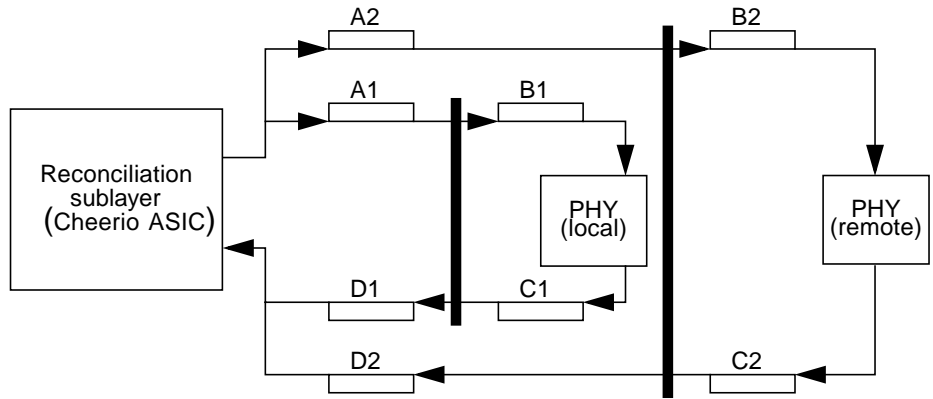 A2
B2
A1
B1
Reconciliation
sublayer
(Cheerio ASIC)
PHY
(local)
PHY
(remote)
D1
C1
D2
C2